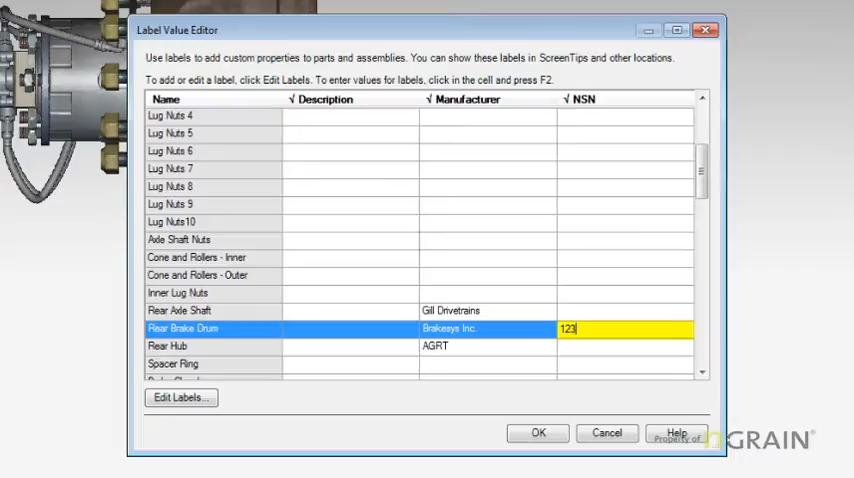 Label Value Editor
Use labels to add custom properties to parts and assemblies. You can show these labels in ScreenTips and other locations.
To add or edit a label, click Edit Labels. To enter values for labels, click in the cell and press F2.
Name √ Description √ Manufacturer √ NSN
Lug Nuts 4
Lug Nuts 5
Lug Nuts 6
Lug Nuts 7
Lug Nuts 8
Lug Nuts 9
Lug Nuts10
Axle Shaft Nuts
Cone and Rollers - Inner
Cone and Rollers - Outer
Inner Lug Nuts
Rear Axle Shaft Gill Drivetrains
Rear Brake Drum Brakesys Inc. 123
Rear Hub AGRT
Spacer Ring
Edit Labels...
OK Cancel Help
Property of nGRAIN®